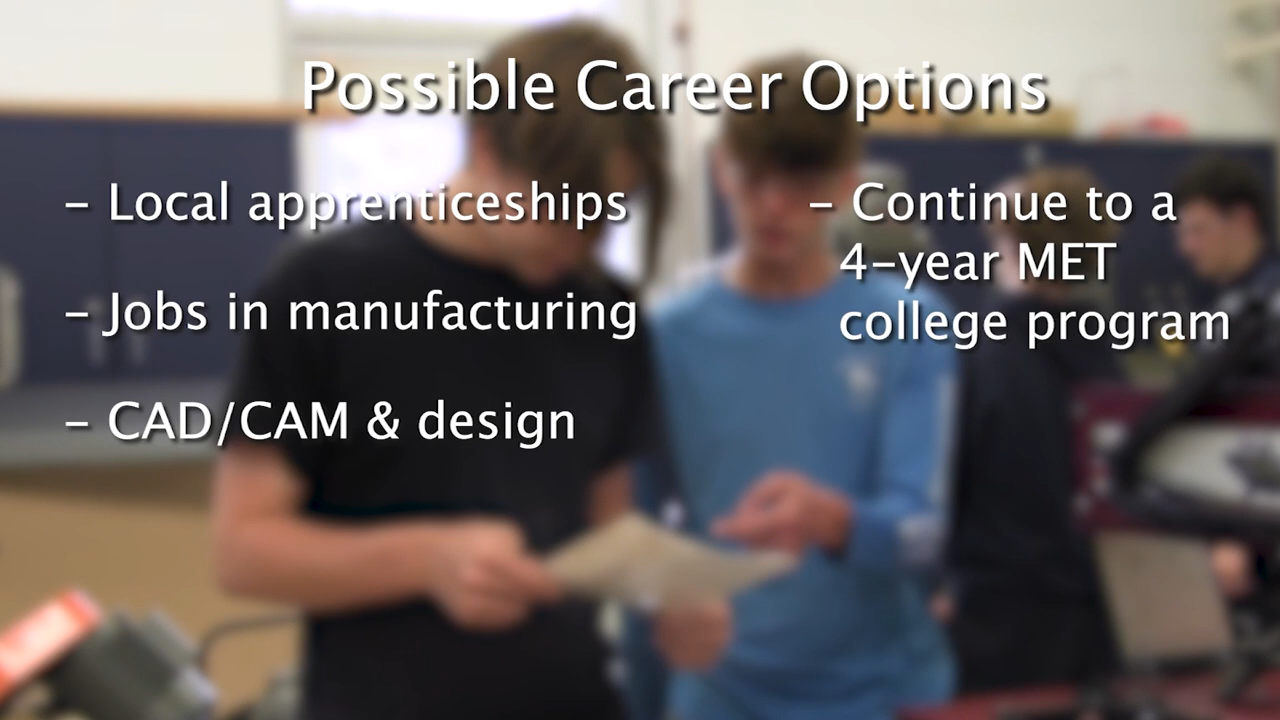 Possible Career Options
- Local apprenticeships
- Jobs in manufacturing
- CAD/CAM & design
- Continue to a
4-year MET
college program